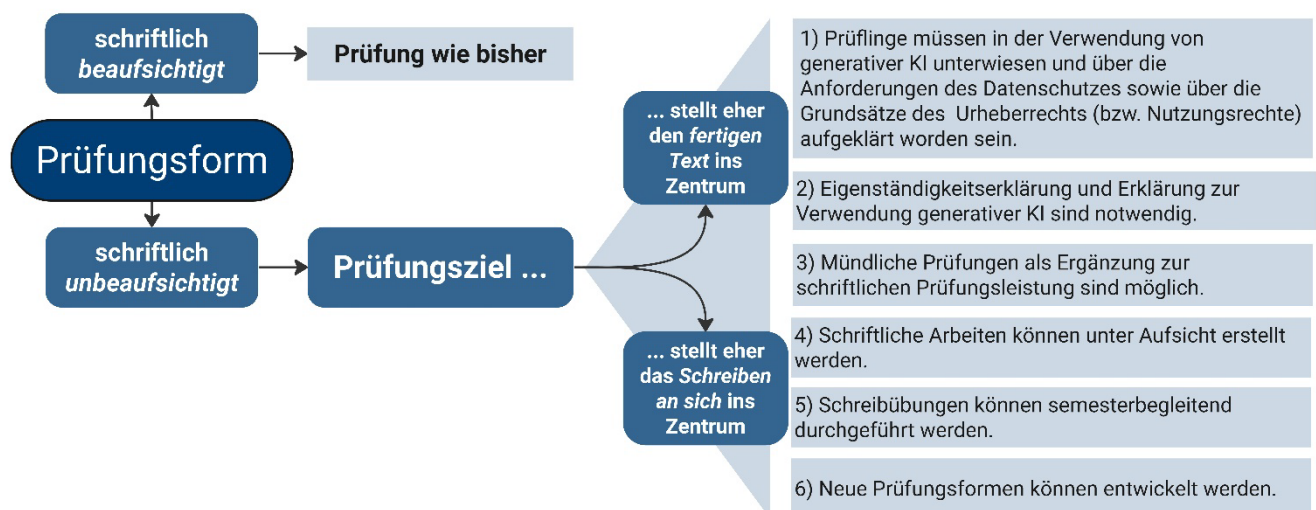 schriftlich
beaufsichtigt
Prüfung wie bisher
Prüfungsform
schriftlich
unbeaufsichtigt
Prüfungsziel ...
... stellt eher
den fertigen
Text ins
Zentrum
... stellt eher
das Schreiben
an sich ins
Zentrum
1) Prüflinge müssen in der Verwendung von
generativer KI unterwiesen und über die
Anforderungen des Datenschutzes sowie über die
Grundsätze des Urheberrechts (bzw. Nutzungsrechte)
aufgeklärt worden sein.
2) Eigenständigkeitserklärung und Erklärung zur
Verwendung generativer KI sind notwendig.
3) Mündliche Prüfungen als Ergänzung zur
schriftlichen Prüfungsleistung sind möglich.
4) Schriftliche Arbeiten können unter Aufsicht erstellt
werden.
5) Schreibübungen können semesterbegleitend
durchgeführt werden.
6) Neue Prüfungsformen können entwickelt werden.